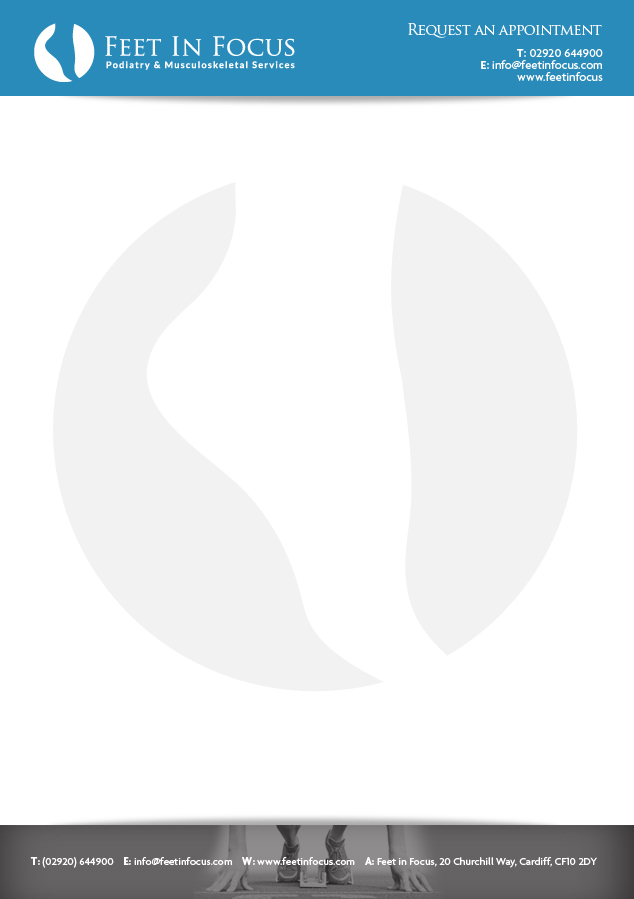 FEET IN FOCUS
Podiatry & Musculoskeletal Services
REQUEST AN APPOINTMENT
T: 02920 644900
E: info@feetinfocus.com
www.feetinfocus
T: (02920) 644900 E: info@feetinfocus.com W: www.feetinfocus.com A: Feet in Focus, 20 Churchill Way, Cardiff, CF10 2DY